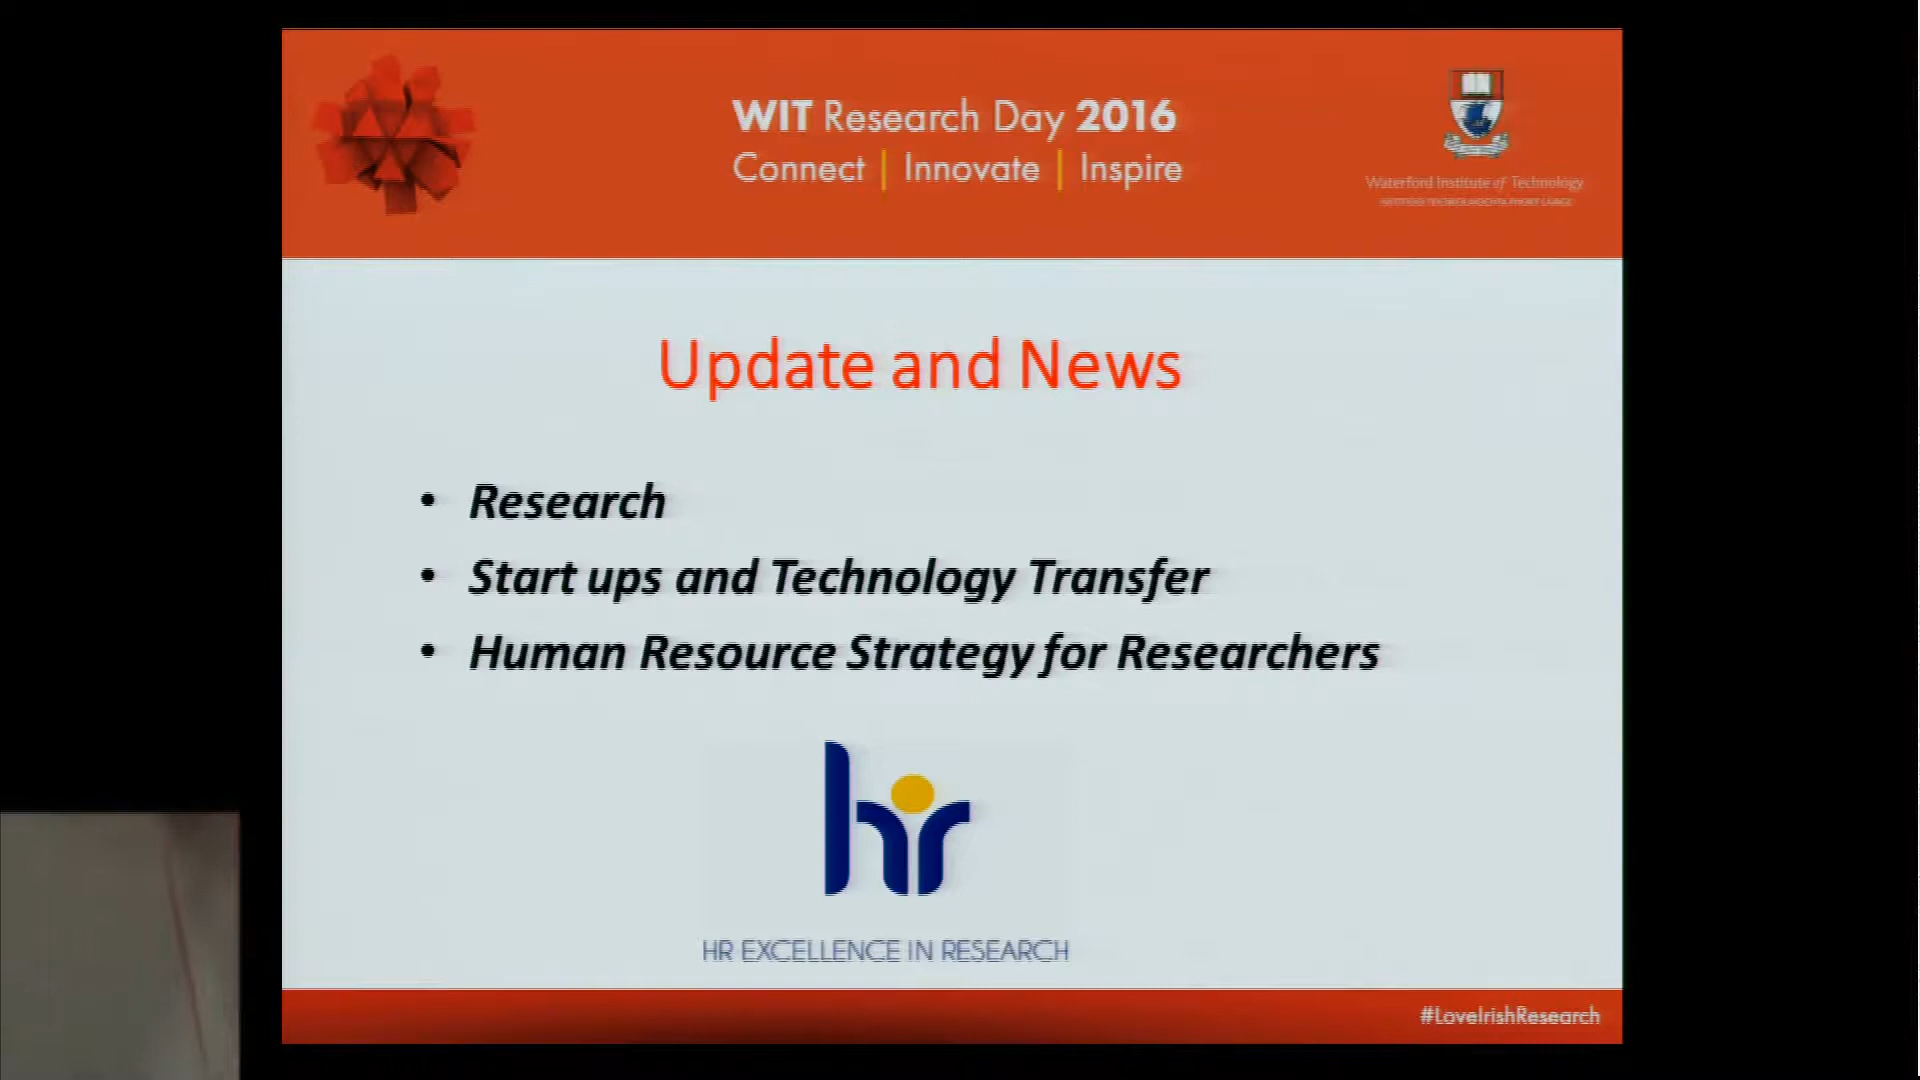 WIT Research Day 2016
Connect | Innovate | Inspire
Waterford Institute of Technology
Update and News
• Research
• Start ups and Technology Transfer
• Human Resource Strategy for Researchers
hr
HR EXCELLENCE IN RESEARCH
#LoveIrishResearch